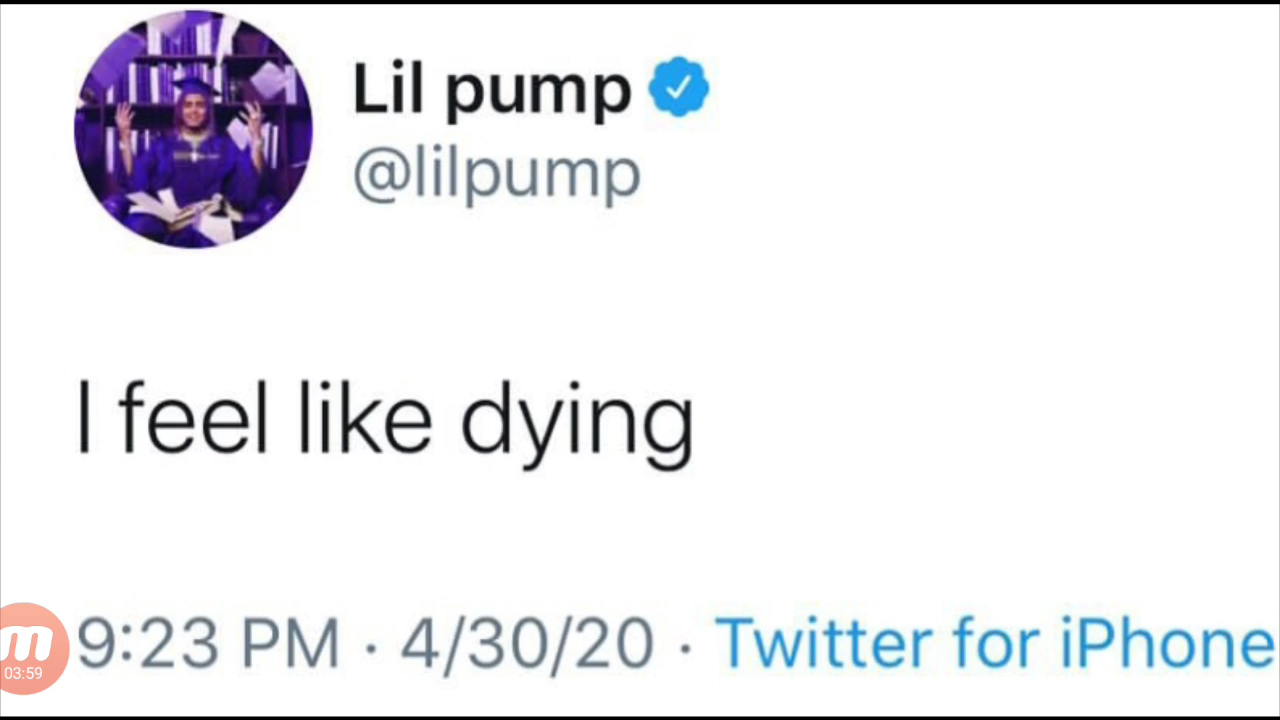 Lil pump
@lilpump
I feel like dying
9:23 PM · 4/30/20 · Twitter for iPhone
m
03:59